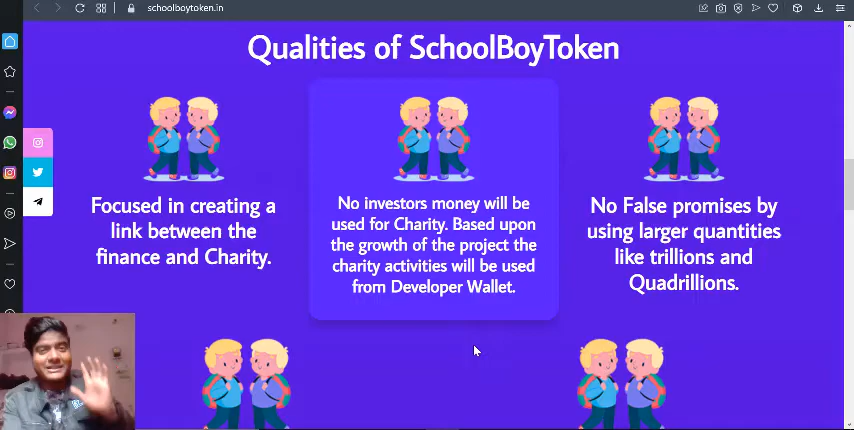 schoolboytoken.in
Qualities of SchoolBoyToken
Focused in creating a
link between the
finance and Charity.
No investors money will be
used for Charity. Based upon
the growth of the project the
charity activities will be used
from Developer Wallet.
No False promises by
using larger quantities
like trillions and
Quadrillions.